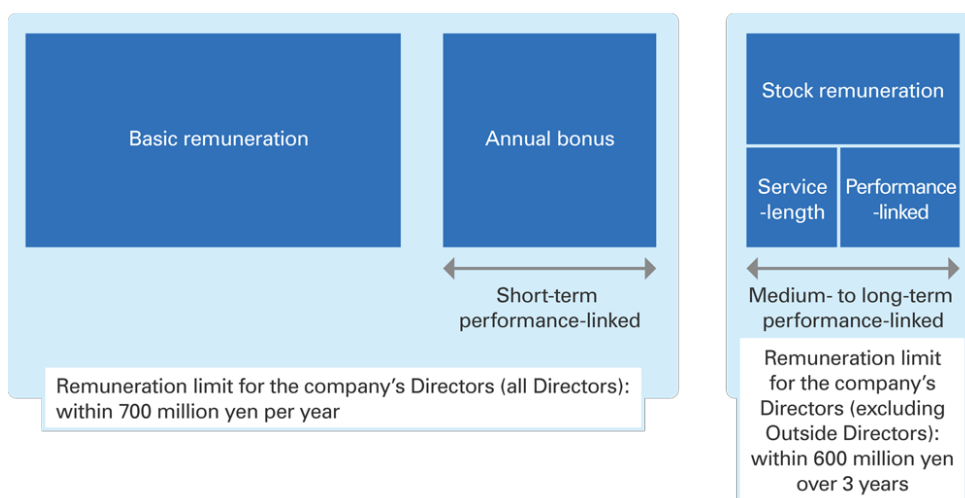 Basic remuneration
Annual bonus
Short-term
performance-linked
Remuneration limit for the company's Directors (all Directors):
within 700 million yen per year
Stock remuneration
Service
-length
Performance
-linked
Medium- to long-term
performance-linked
Remuneration limit
for the company's
Directors (excluding
Outside Directors):
within 600 million yen
over 3 years